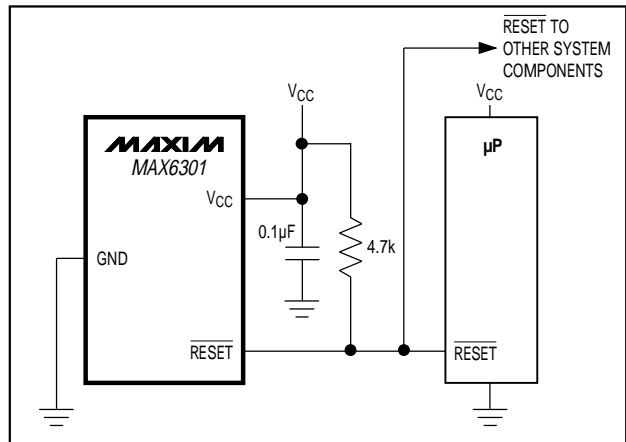 RESET TO
OTHER SYSTEM
COMPONENTS
VCC
VCC
MAXIM
MAX6301
µP
VCC
0.1µF
4.7k
GND
RESET
RESET